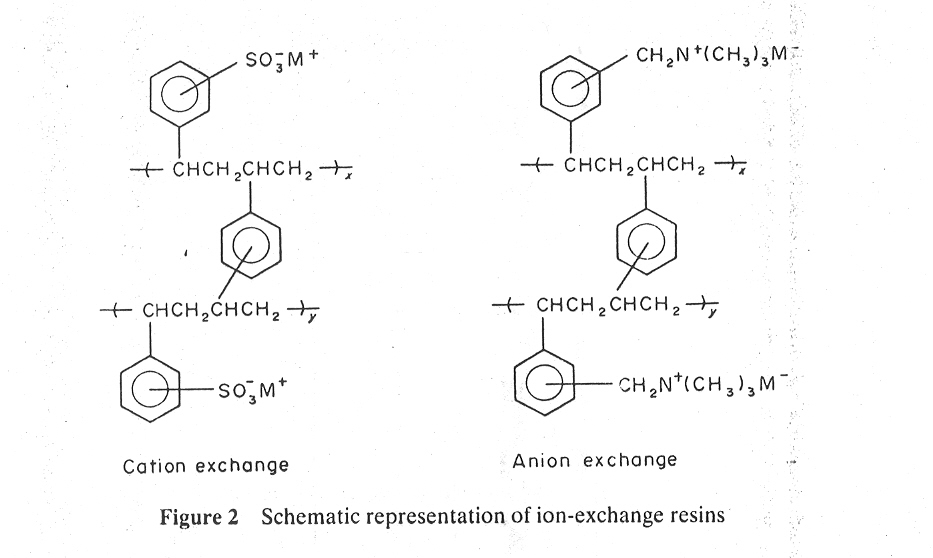 SO₃⁻M⁺ CH₂N⁺(CH₃)₃M⁻
CHCH₂CHCH₂ x CHCH₂CHCH₂ x
CHCH₂CHCH₂ y CHCH₂CHCH₂ y
SO₃⁻M⁺ CH₂N⁺(CH₃)₃M⁻
Cation exchange Anion exchange
Figure 2 Schematic representation of ion-exchange resins